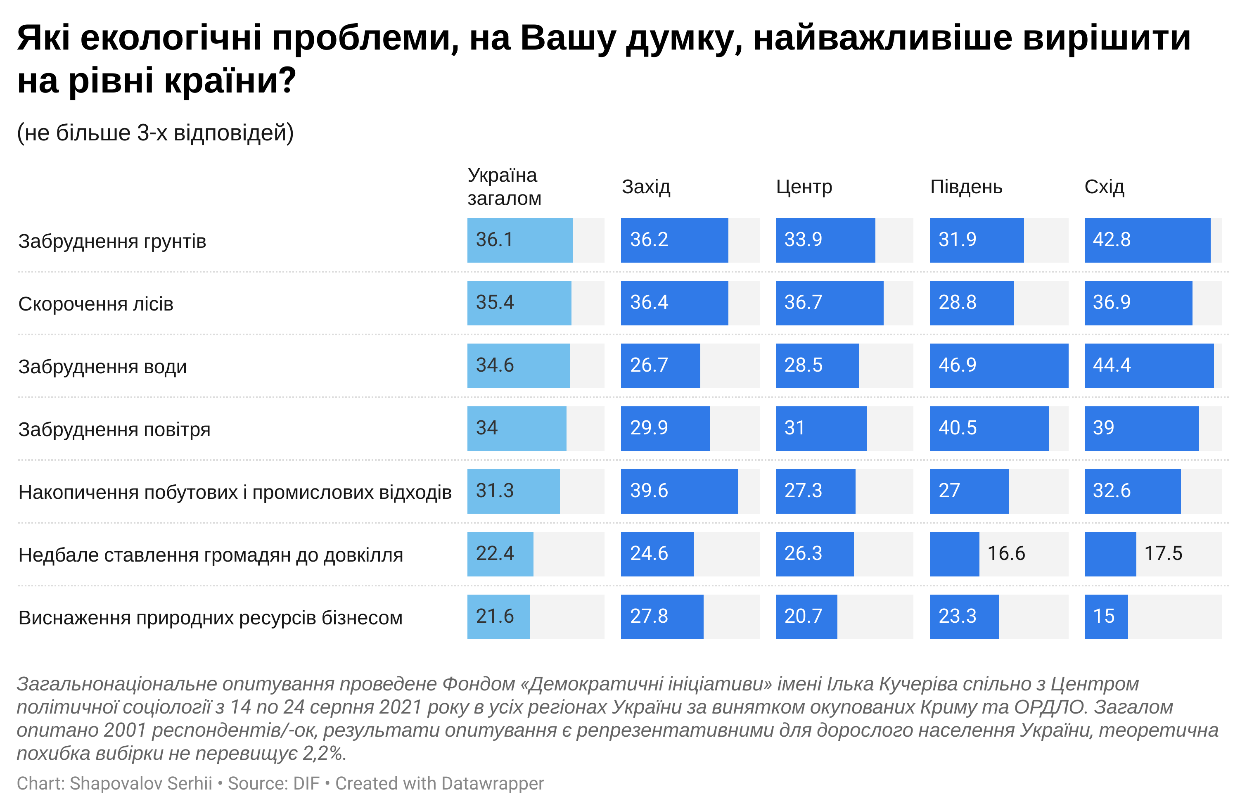 Які екологічні проблеми, на Вашу думку, найважливіше вирішити
на рівні країни?
(не більше 3-х відповідей)
Україна
загалом
Захід
Центр
Південь
Схід
Забруднення грунтів 36.1 36.2 33.9 31.9 42.8
Скорочення лісів 35.4 36.4 36.7 28.8 36.9
Забруднення води 34.6 26.7 28.5 46.9 44.4
Забруднення повітря 34 29.9 31 40.5 39
Накопичення побутових і промислових відходів 31.3 39.6 27.3 27 32.6
Недбале ставлення громадян до довкілля 22.4 24.6 26.3 16.6 17.5
Виснаження природних ресурсів бізнесом 21.6 27.8 20.7 23.3 15
Загальнонаціональне опитування проведене Фондом «Демократичні ініціативи» імені Ілька Кучеріва спільно з Центром
політичної соціології з 14 по 24 серпня 2021 року в усіх регіонах України за винятком окупованих Криму та ОРДЛО. Загалом
опитано 2001 респондентів/-ок, результати опитування є репрезентативними для дорослого населення України, теоретична
похибка вибірки не перевищує 2,2%.
Chart: Shapovalov Serhii • Source: DIF • Created with Datawrapper